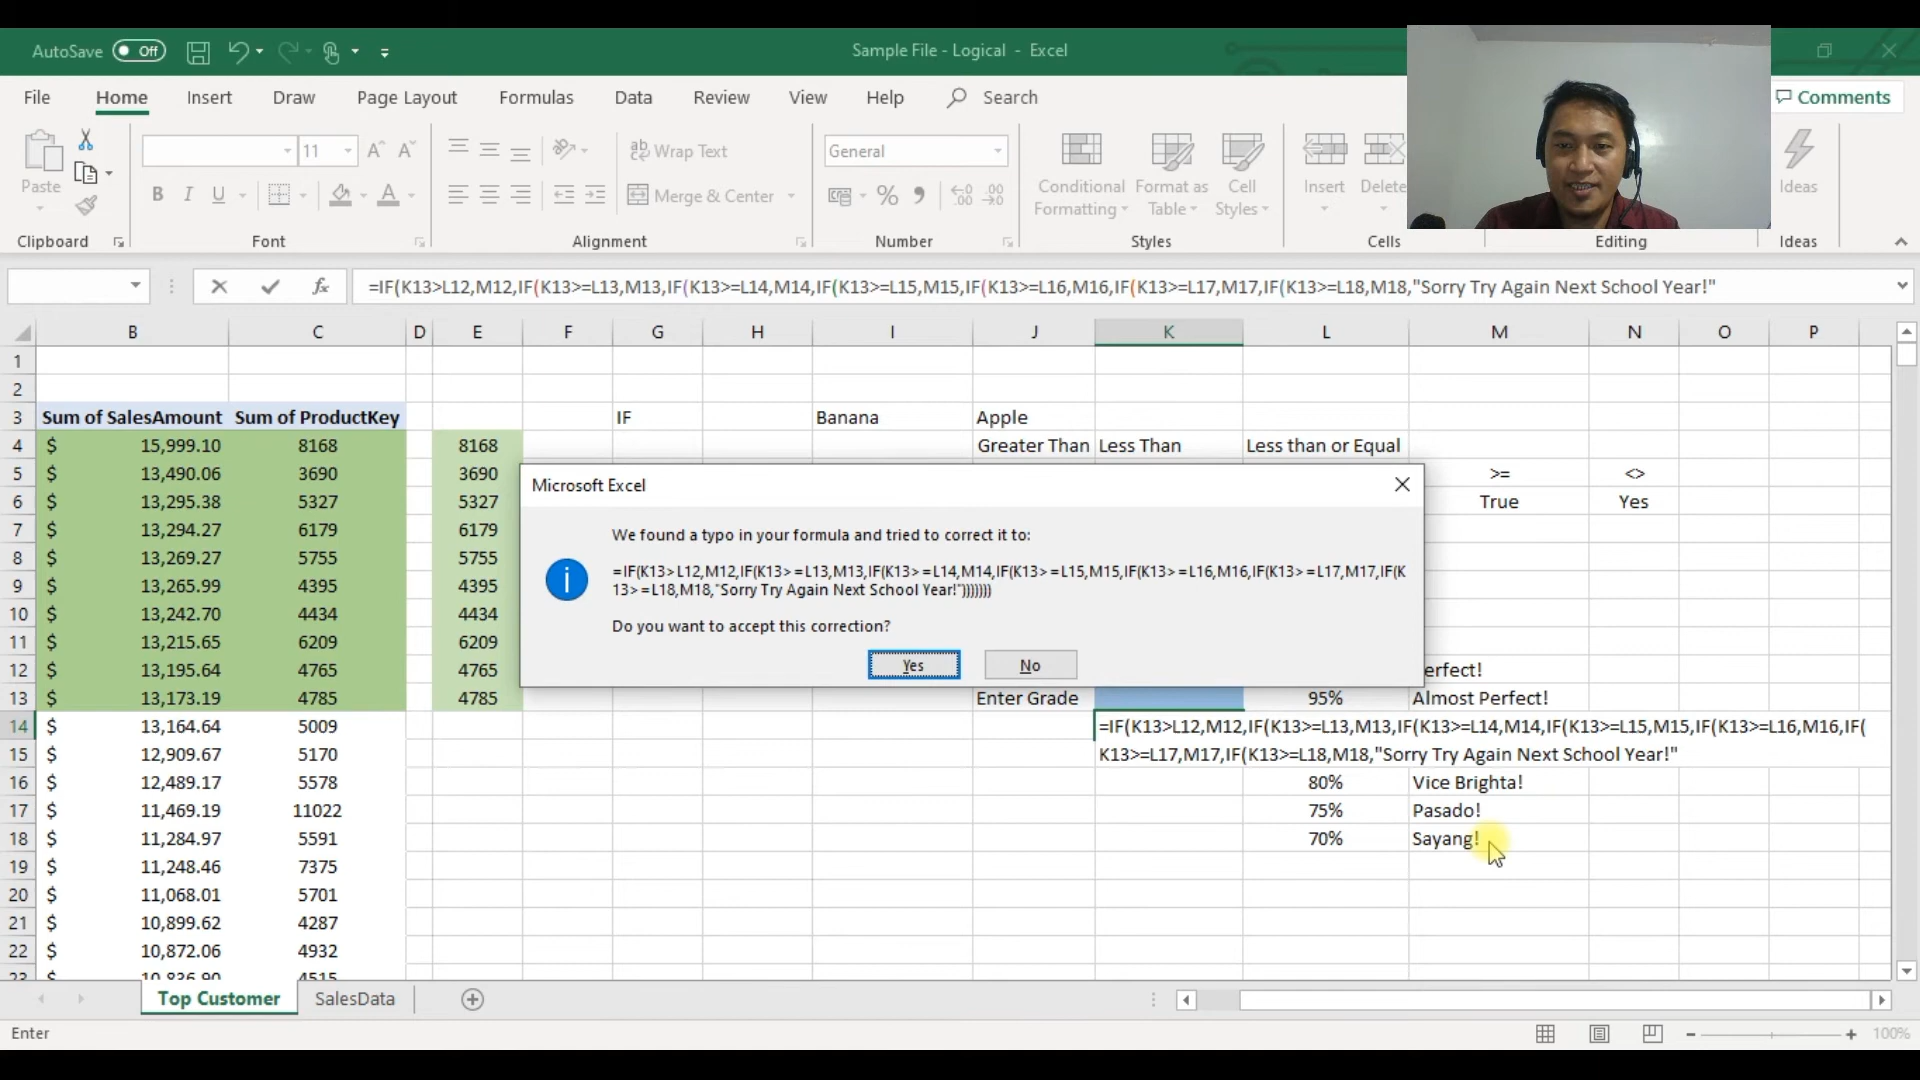 AutoSave Off
Sample File - Logical - Excel
File Home Insert Draw Page Layout Formulas Data Review View Help Search Comments
Paste
11
Wrap Text
General
Conditional Formatting
Format as Table
Cell Styles
Insert
Delete
Ideas
B I U
Merge & Center
Clipboard Font Alignment Number Styles Cells Editing Ideas
fx =IF(K13>L12,M12,IF(K13>=L13,M13,IF(K13>=L14,M14,IF(K13>=L15,M15,IF(K13>=L16,M16,IF(K13>=L17,M17,IF(K13>=L18,M18,"Sorry Try Again Next School Year!"
B C D E F G H I J K L M N O P
1
2
3 Sum of SalesAmount Sum of ProductKey IF Banana Apple
4 $ 15,999.10 8168 8168 Greater Than Less Than Less than or Equal
5 $ 13,490.06 3690 3690 >= <>
6 $ 13,295.38 5327 5327 True Yes
7 $ 13,294.27 6179 6179
8 $ 13,269.27 5755 5755
9 $ 13,265.99 4395 4395
10 $ 13,242.70 4434 4434
11 $ 13,215.65 6209 6209
12 $ 13,195.64 4765 4765 erfect!
13 $ 13,173.19 4785 4785 Enter Grade 95% Almost Perfect!
14 $ 13,164.64 5009 =IF(K13>L12,M12,IF(K13>=L13,M13,IF(K13>=L14,M14,IF(K13>=L15,M15,IF(K13>=L16,M16,IF(
15 $ 12,909.67 5170 K13>=L17,M17,IF(K13>=L18,M18,"Sorry Try Again Next School Year!"
16 $ 12,489.17 5578 80% Vice Brighta!
17 $ 11,469.19 11022 75% Pasado!
18 $ 11,284.97 5591 70% Sayang!
19 $ 11,248.46 7375
20 $ 11,068.01 5701
21 $ 10,899.62 4287
22 $ 10,872.06 4932
23 $ 10,836.90 4515
Microsoft Excel
We found a typo in your formula and tried to correct it to:
=IF(K13>L12,M12,IF(K13>=L13,M13,IF(K13>=L14,M14,IF(K13>=L15,M15,IF(K13>=L16,M16,IF(K13>=L17,M17,IF(K
13>=L18,M18,"Sorry Try Again Next School Year!")))))))
Do you want to accept this correction?
Yes No
Top Customer SalesData
Enter
100%